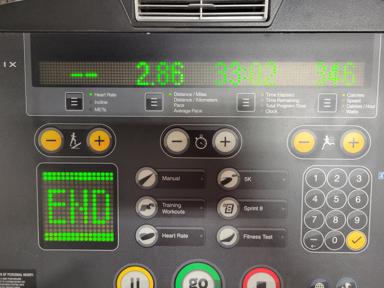 IX
-- 2.86 33:02 346
Heart Rate
Incline
METs
Distance / Miles
Distance / Kilometers
Pace
Average Pace
Time Elapsed
Time Remaining
Total Program Time
Clock
Calories
Speed
Calories / Hour
Watts
END
Manual
5K
Training
Workouts
Sprint 8
Heart Rate
Fitness Test
1 2 3
4 5 6
7 8 9
0
go